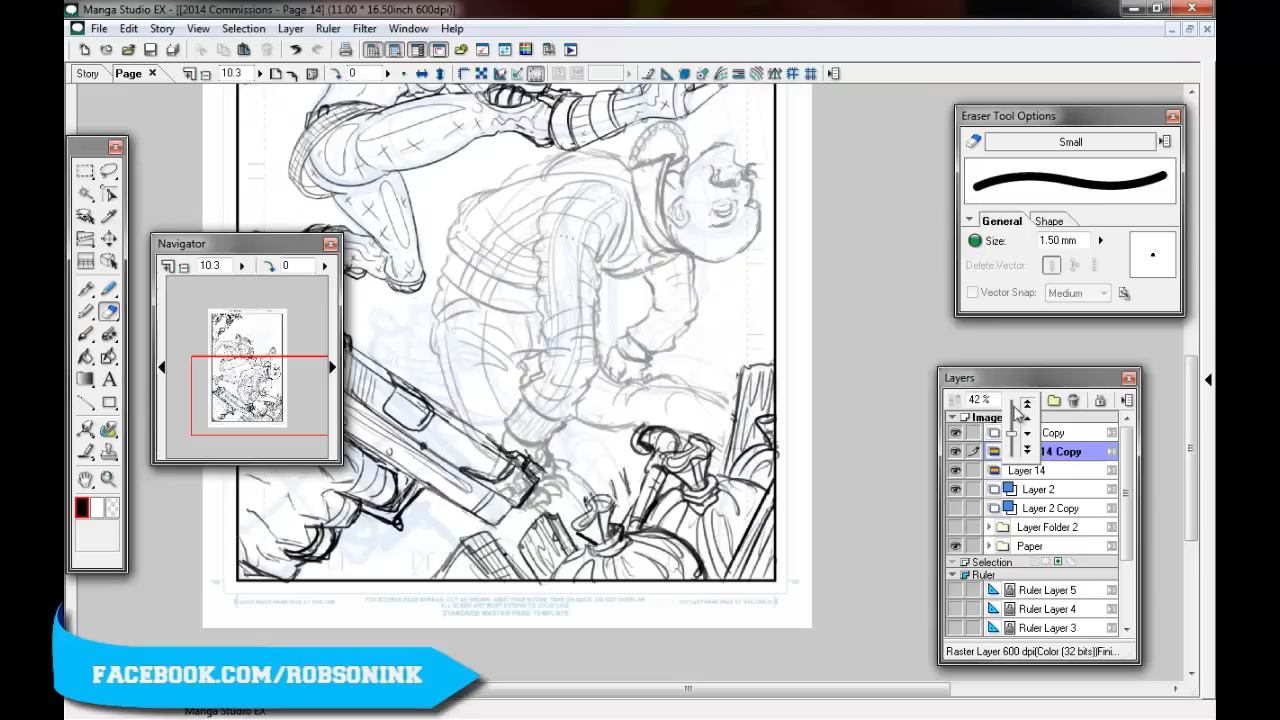 Manga Studio EX - [[2014 Commissions - Page 14] (11.00 * 16.50inch 600dpi)]
File Edit Story View Selection Layer Ruler Filter Window Help
Story Page 10.3 0
Eraser Tool Options
Small
General Shape
Size: 1.50 mm
Delete Vector:
Vector Snap: Medium
Navigator
10.3 0
Layers
42 %
Image
Copy
14 Copy
Layer 14
Layer 2
Layer 2 Copy
Layer Folder 2
Paper
Selection
Ruler
Ruler Layer 5
Ruler Layer 4
Ruler Layer 3
Raster Layer 600 dpi(Color (32 bits))Fini...
STANDARD MASTER PAGE TEMPLATE
FACEBOOK.COM/ROBSONINK
Manga Studio EX